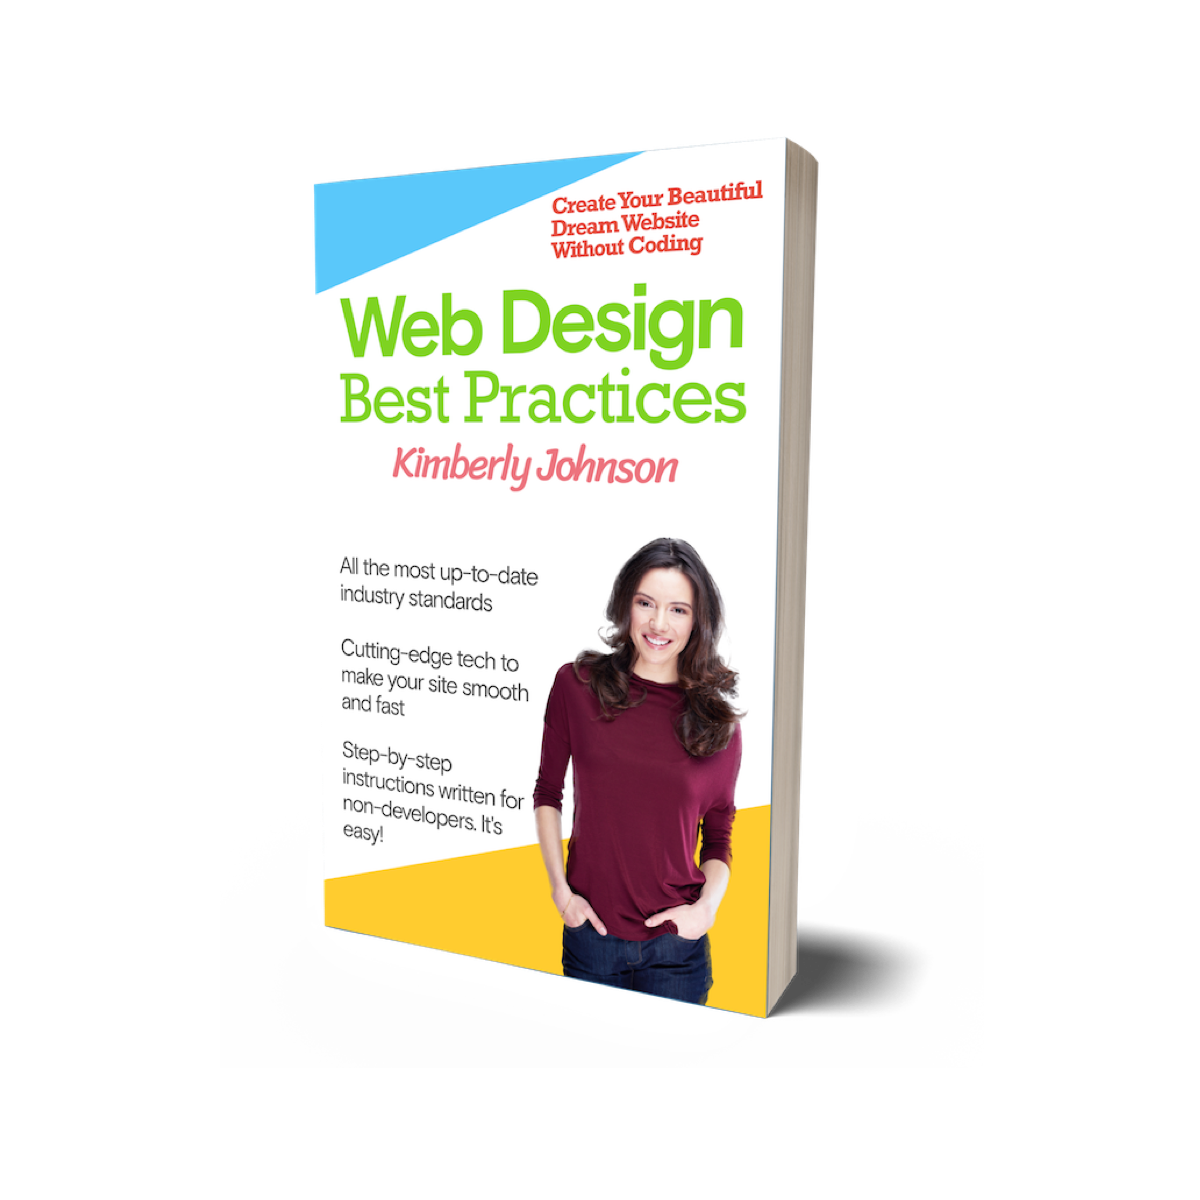 Create Your Beautiful
Dream Website
Without Coding
Web Design
Best Practices
Kimberly Johnson
All the most up-to-date
industry standards
Cutting-edge tech to
make your site smooth
and fast
Step-by-step
instructions written for
non-developers. It's
easy!